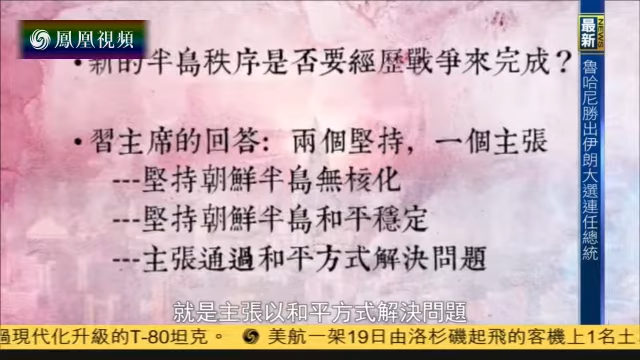 鳳凰視頻
•新的半島秩序是否要經歷戰爭來完成？
•習主席的回答：兩個堅持，一個主張
---堅持朝鮮半島無核化
---堅持朝鮮半島和平穩定
---主張通過和平方式解決問題
就是主張以和平方式解決問題
最新
NEWS
魯哈尼勝出伊朗大選連任總統
過現代化升級的T-80坦克。 美航一架19日由洛杉磯起飛的客機上1名土